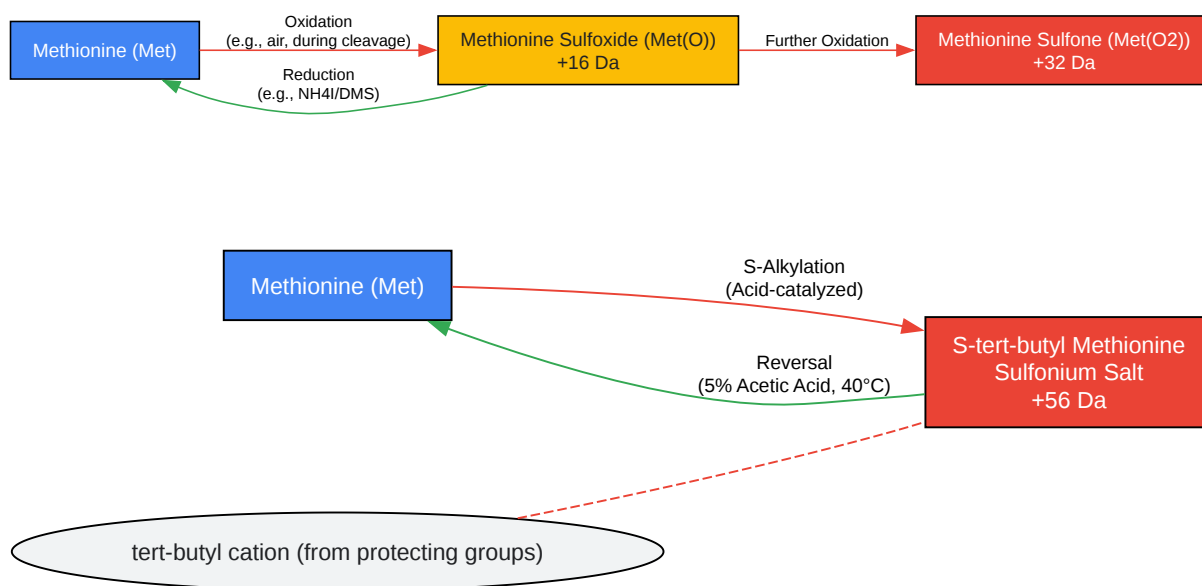 Methionine (Met)
Oxidation
(e.g., air, during cleavage)
Methionine Sulfoxide (Met(O))
+16 Da
Further Oxidation
Methionine Sulfone (Met(O2))
+32 Da
Reduction
(e.g., NH4I/DMS)
Methionine (Met)
S-Alkylation
(Acid-catalyzed)
Reversal
(5% Acetic Acid, 40°C)
S-tert-butyl Methionine
Sulfonium Salt
+56 Da
tert-butyl cation (from protecting groups)